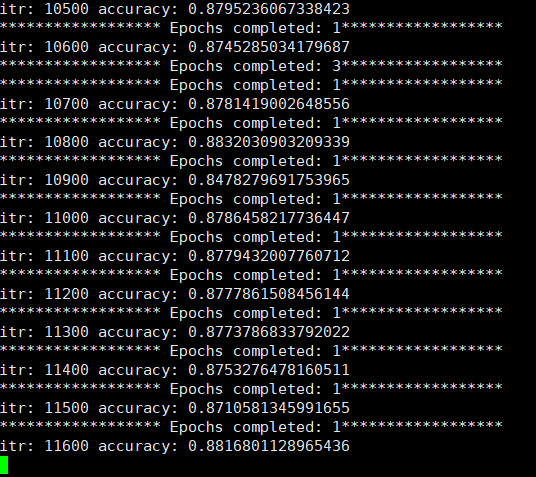 itr: 10500 accuracy: 0.8795236067338423
****************** Epochs completed: 1******************
itr: 10600 accuracy: 0.8745285034179687
****************** Epochs completed: 3******************
****************** Epochs completed: 1******************
itr: 10700 accuracy: 0.8781419002648556
****************** Epochs completed: 1******************
itr: 10800 accuracy: 0.8832030903209339
****************** Epochs completed: 1******************
itr: 10900 accuracy: 0.8478279691753965
****************** Epochs completed: 1******************
itr: 11000 accuracy: 0.8786458217736447
****************** Epochs completed: 1******************
itr: 11100 accuracy: 0.8779432007760712
****************** Epochs completed: 1******************
itr: 11200 accuracy: 0.8777861508456144
****************** Epochs completed: 1******************
itr: 11300 accuracy: 0.8773786833792022
****************** Epochs completed: 1******************
itr: 11400 accuracy: 0.8753276478160511
****************** Epochs completed: 1******************
itr: 11500 accuracy: 0.8710581345991655
****************** Epochs completed: 1******************
itr: 11600 accuracy: 0.8816801128965436